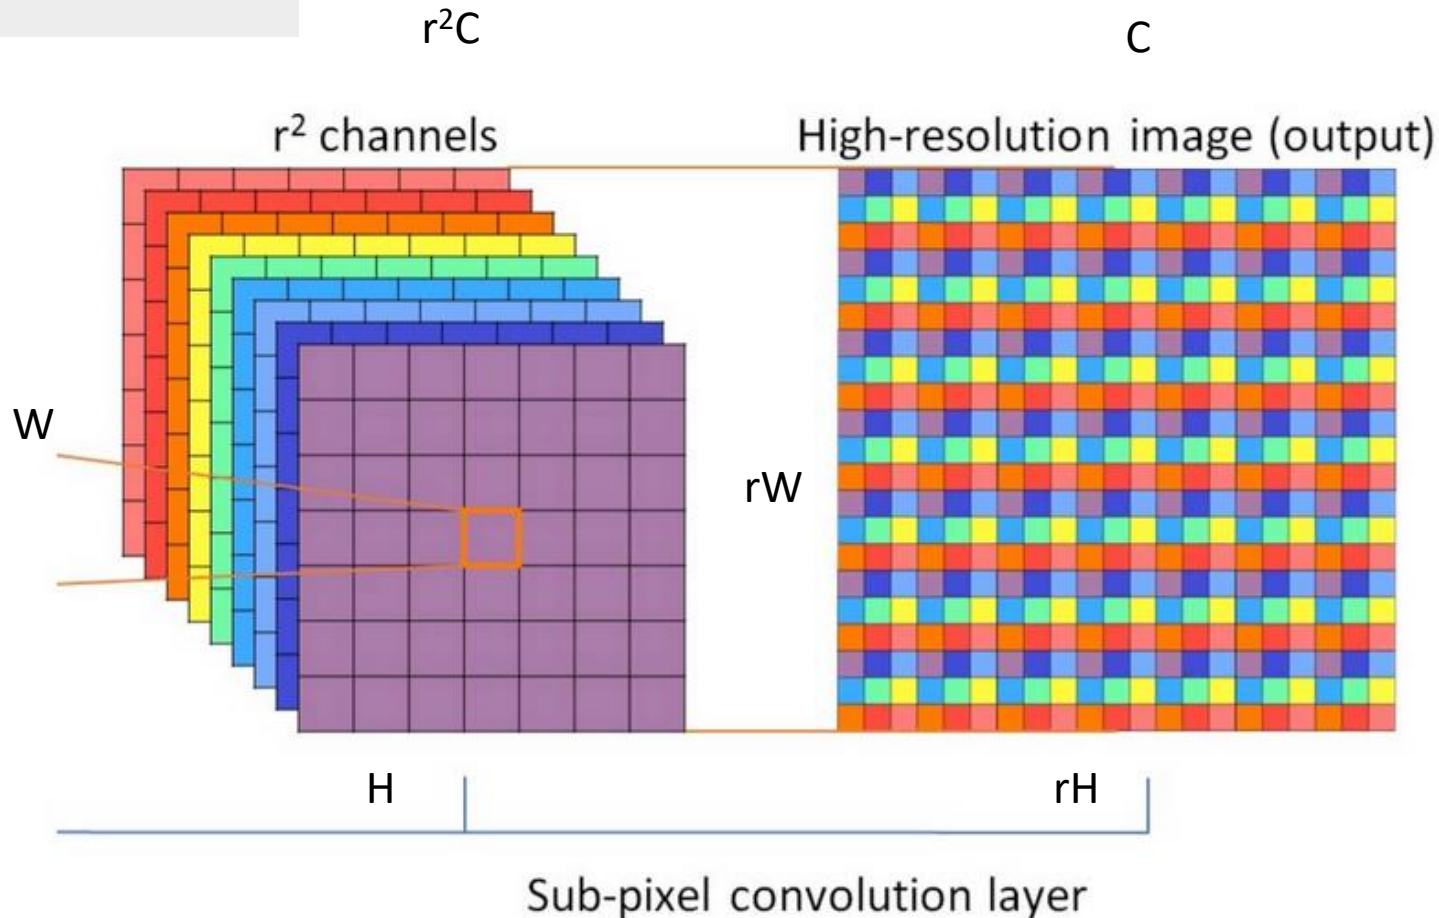 r²C
C
r² channels
High-resolution image (output)
W
rW
H
rH
Sub-pixel convolution layer